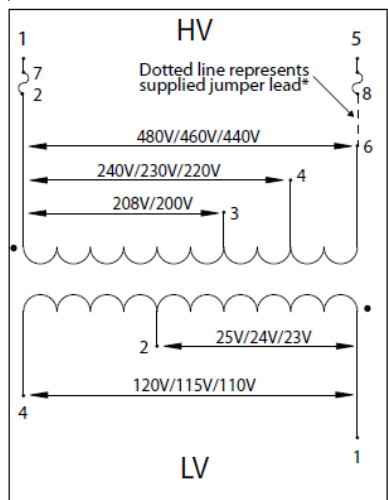 HV
1 5
7
2
Dotted line represents
supplied jumper lead*
8
480V/460V/440V
6
240V/230V/220V
4
208V/200V
3
2
25V/24V/23V
120V/115V/110V
4
1
LV